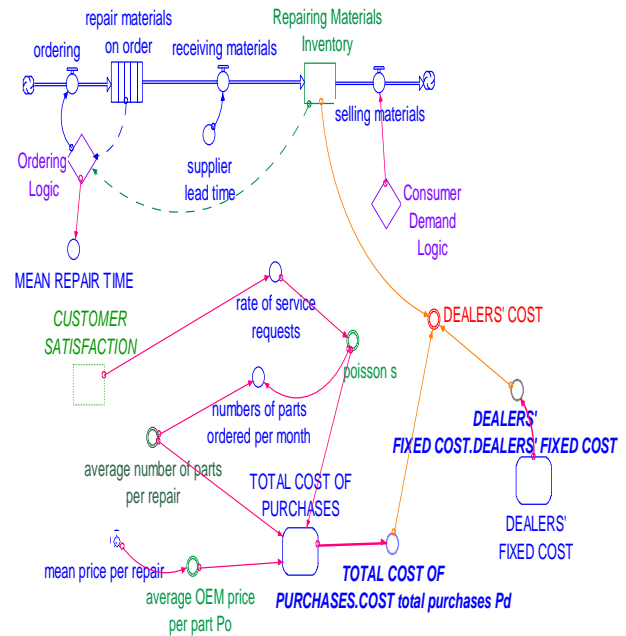 repair materials
on order
Repairing Materials
Inventory
ordering
receiving materials
selling materials
Ordering
Logic
supplier
lead time
Consumer
Demand
Logic
MEAN REPAIR TIME
CUSTOMER
SATISFACTION
rate of service
requests
DEALERS' COST
poisson s
numbers of parts
ordered per month
DEALERS'
FIXED COST.DEALERS' FIXED COST
average number of parts
per repair
TOTAL COST OF
PURCHASES
DEALERS'
FIXED COST
mean price per repair
TOTAL COST OF
PURCHASES.COST total purchases Pd
average OEM price
per part Po